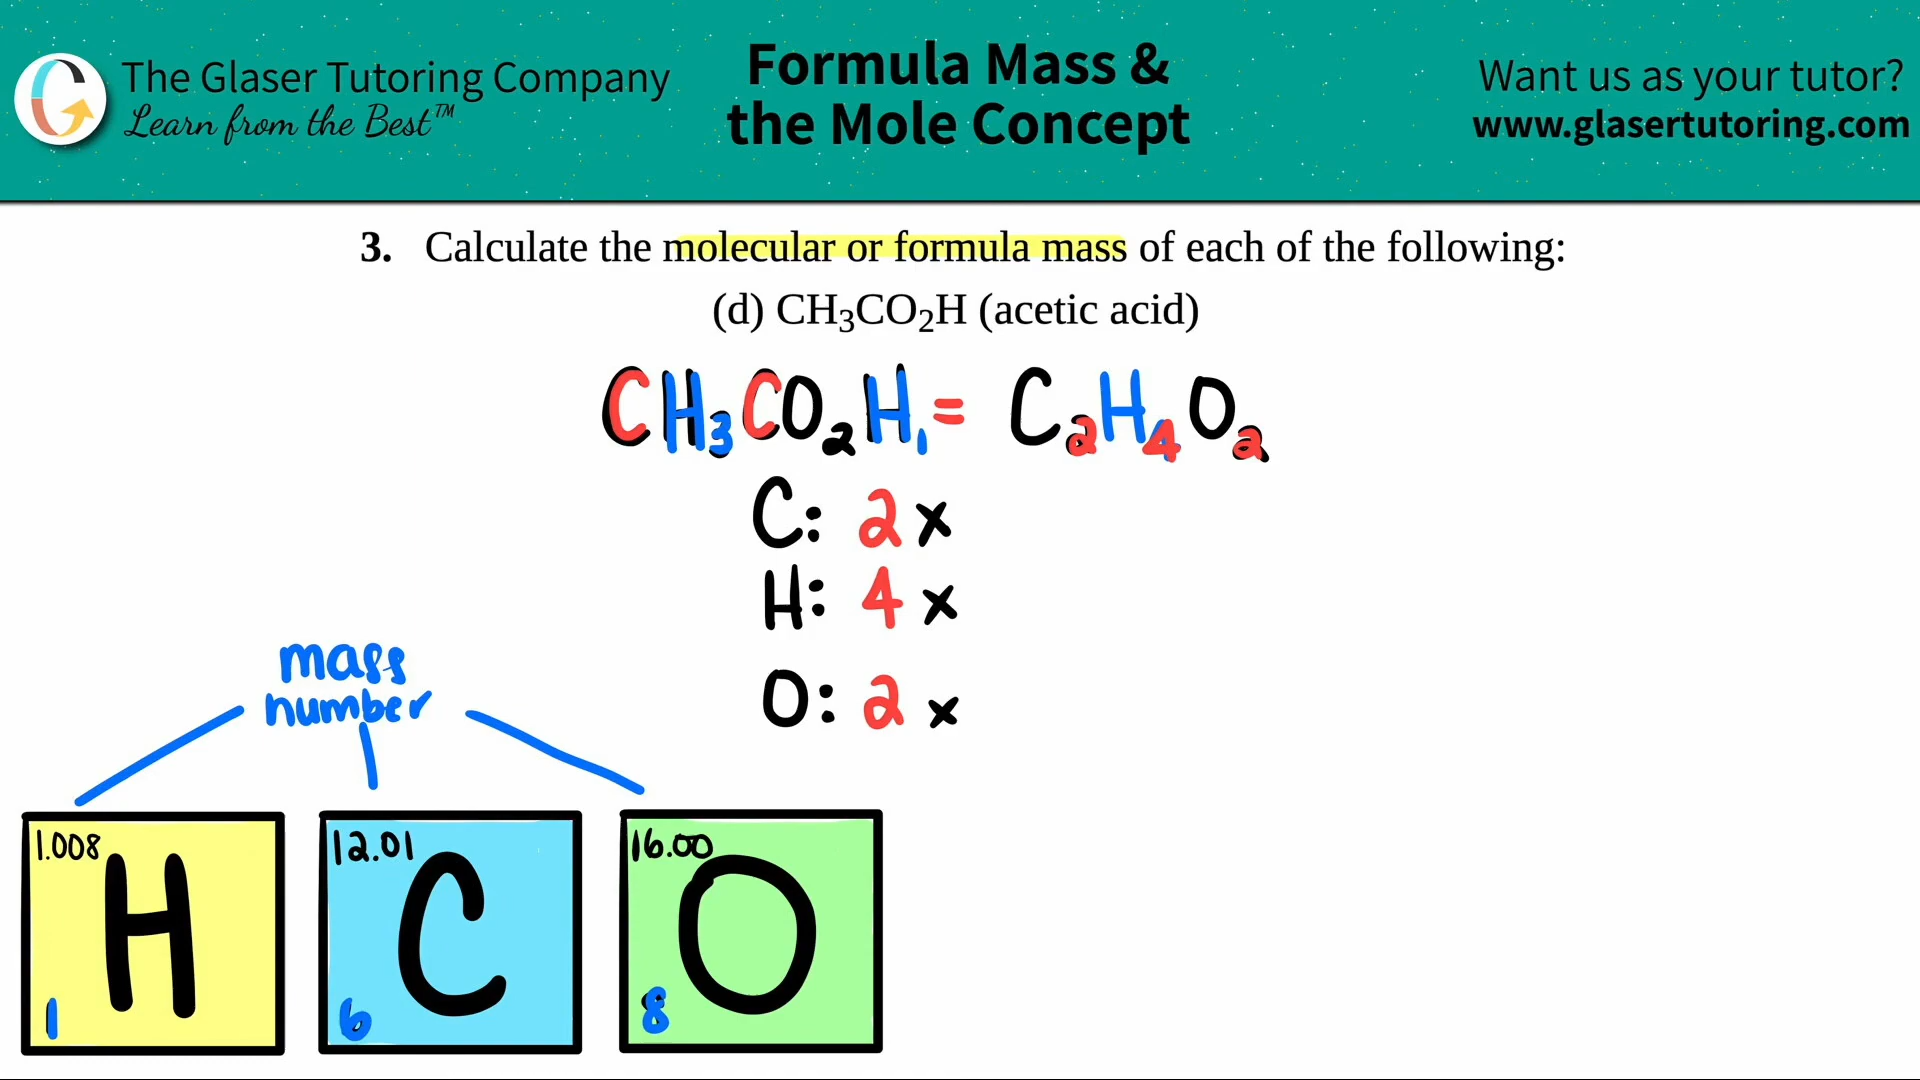 The Glaser Tutoring Company
Learn from the Best™
Formula Mass &
the Mole Concept
Want us as your tutor?
www.glasertutoring.com
3. Calculate the molecular or formula mass of each of the following:
(d) CH₃CO₂H (acetic acid)
CH₃CO₂H₁ = C₂H₄O₂
C: 2 x
H: 4 x
O: 2 x
mass
number
1.008
H
1
12.01
C
6
16.00
O
8